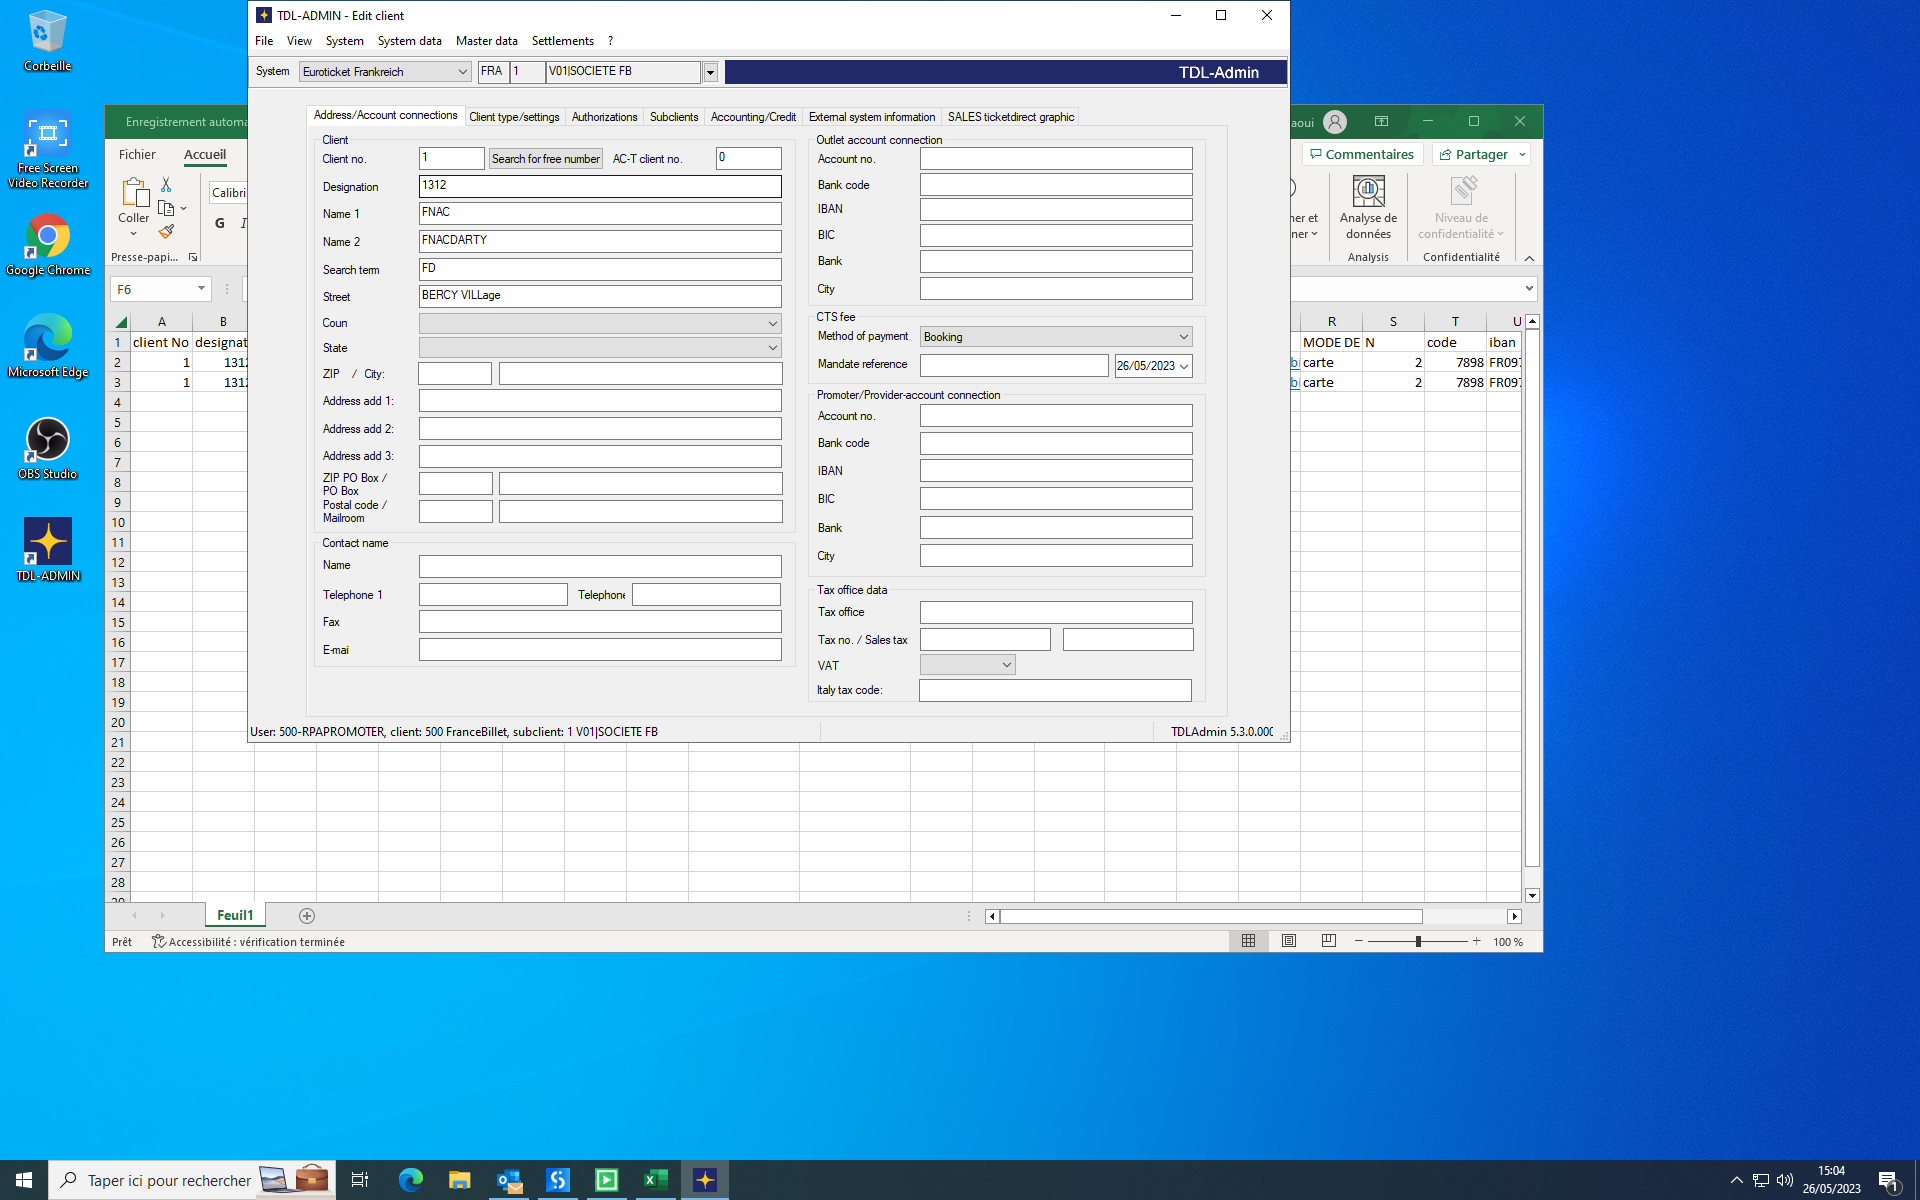 Corbeille
Free Screen
Video Recorder
Google Chrome
Microsoft Edge
OBS Studio
TDL-ADMIN
TDL-ADMIN - Edit client
File View System System data Master data Settlements ?
System Euroticket Frankreich FRA 1 V01|SOCIETE FB TDL-Admin
Address/Account connections Client type/settings Authorizations Subclients Accounting/Credit External system information SALES ticketdirect graphic
Client
Client no. 1 Search for free number AC-T client no. 0
Designation 1312
Name 1 FNAC
Name 2 FNACDARTY
Search term FD
Street BERCY VILLage
Coun
State
ZIP / City:
Address add 1:
Address add 2:
Address add 3:
ZIP PO Box /
PO Box
Postal code /
Mailroom
Contact name
Name
Telephone 1 Telephone
Fax
E-mai
Outlet account connection
Account no.
Bank code
IBAN
BIC
Bank
City
CTS fee
Method of payment Booking
Mandate reference 26/05/2023
Promoter/Provider-account connection
Account no.
Bank code
IBAN
BIC
Bank
City
Tax office data
Tax office
Tax no. / Sales tax
VAT
Italy tax code:
User: 500-RPAPROMOTER, client: 500 FranceBillet, subclient: 1 V01|SOCIETE FB TDLAdmin 5.3.0.000
Enregistrement automa aoui
Fichier Accueil Commentaires Partager
Coller Calibri
G I
Presse-papi...
ner et
ner
Analyse de
données
Analysis
Niveau de
confidentialité
Confidentialité
F6
A B R S T U
1 client No designat MODE DE N code iban
2 1 1312 bi carte 2 7898 FR097
3 1 1312 bi carte 2 7898 FR097
4
5
6
7
8
9
10
11
12
13
14
15
16
17
18
19
20
21
22
23
24
25
26
27
28
29
Feuil1
Prêt Accessibilité : vérification terminée 100 %
Taper ici pour rechercher
15:04
26/05/2023
1